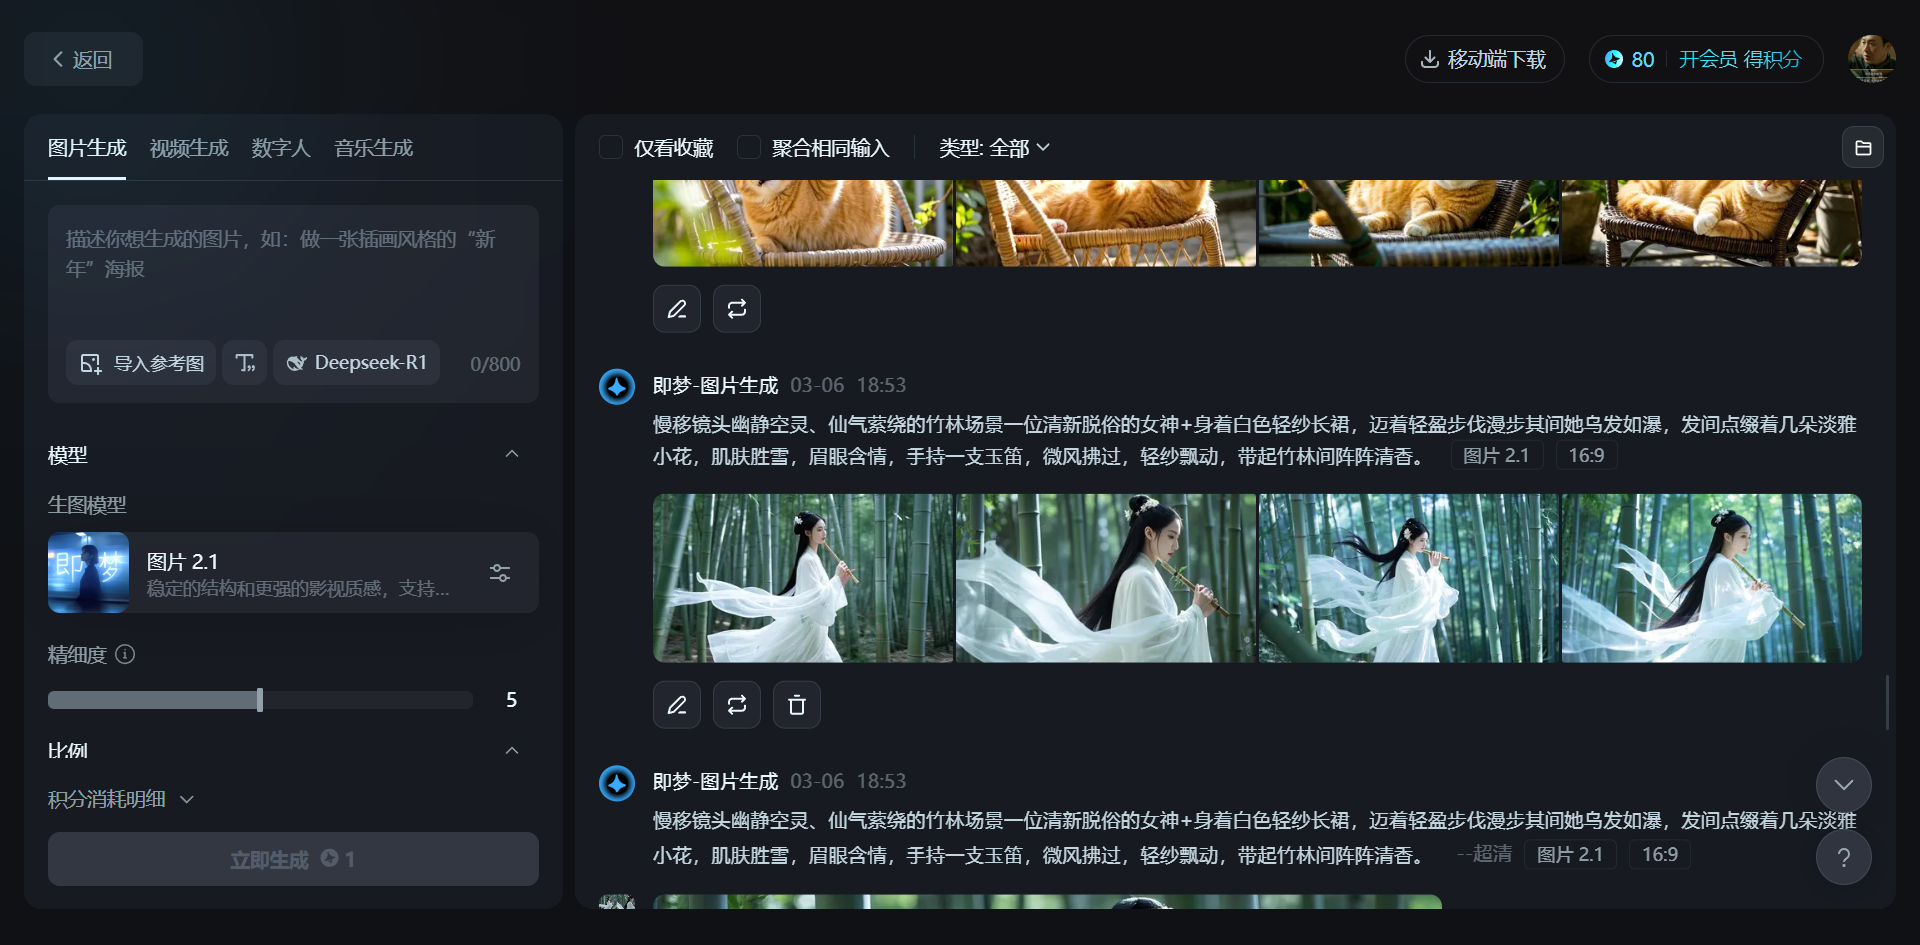 返回
移动端下载
80
开会员 得积分
图片生成
视频生成
数字人
音乐生成
描述你想生成的图片，如：做一张插画风格的“新
年”海报
导入参考图
Deepseek-R1
0/800
模型
生图模型
即梦
图片 2.1
稳定的结构和更强的影视质感，支持...
精细度
5
比例
积分消耗明细
立即生成
1
仅看收藏
聚合相同输入
类型: 全部
即梦-图片生成 03-06 18:53
慢移镜头幽静空灵、仙气萦绕的竹林场景一位清新脱俗的女神+身着白色轻纱长裙，迈着轻盈步伐漫步其间她乌发如瀑，发间点缀着几朵淡雅
小花，肌肤胜雪，眉眼含情，手持一支玉笛，微风拂过，轻纱飘动，带起竹林间阵阵清香。 图片 2.1 16:9
即梦-图片生成 03-06 18:53
慢移镜头幽静空灵、仙气萦绕的竹林场景一位清新脱俗的女神+身着白色轻纱长裙，迈着轻盈步伐漫步其间她乌发如瀑，发间点缀着几朵淡雅
小花，肌肤胜雪，眉眼含情，手持一支玉笛，微风拂过，轻纱飘动，带起竹林间阵阵清香。 --超清 图片 2.1 16:9
?